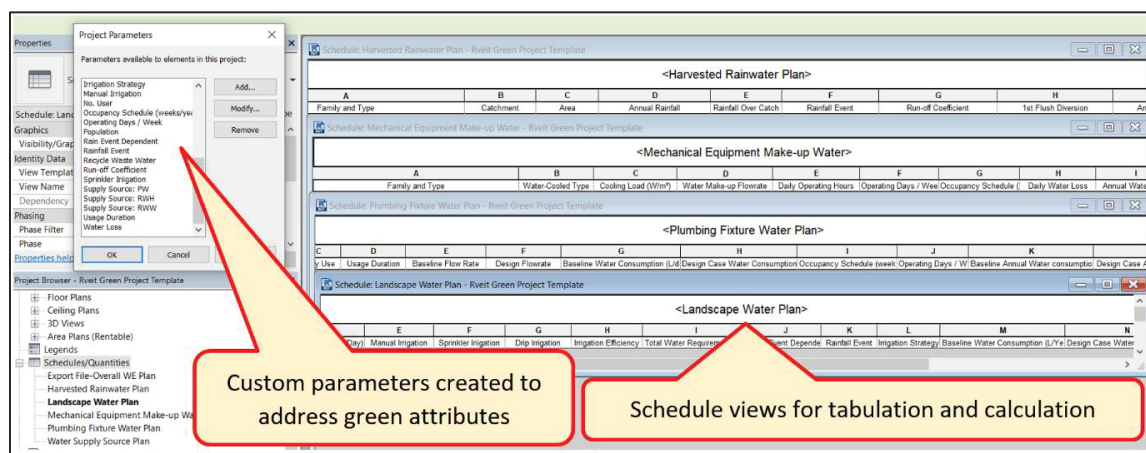 Properties
Project Parameters
Parameters available to elements in this project:
Irrigation Strategy
Manual Irrigation
No. User
Occupancy Schedule (weeks/yea
Operating Days / Week
Population
Rain Event Dependent
Rainfall Event
Recycle Waste Water
Run-off Coefficient
Sprinkler Irrigation
Supply Source: PW
Supply Source: RWH
Supply Source: RWW
Usage Duration
Water Loss
Add...
Modify...
Remove
OK
Cancel
Schedule: Land
Graphics
Visibility/Grap
Identity Data
View Templat
View Name
Dependency
Phasing
Phase Filter
Phase
Properties help
Project Browser - Rveit Green Project Template
Floor Plans
Ceiling Plans
3D Views
Area Plans (Rentable)
Legends
Schedules/Quantities
Export File-Overall WE Plan
Harvested Rainwater Plan
Landscape Water Plan
Mechanical Equipment Make-up Wa
Plumbing Fixture Water Plan
Water Supply Source Plan
Schedule: Harvested Rainwater Plan - Rveit Green Project Template
<Harvested Rainwater Plan>
A B C D E F G H
Family and Type Catchment Area Annual Rainfall Rainfall Over Catch Rainfall Event Run-off Coefficient 1st Flush Diversion An
Schedule: Mechanical Equipment Make-up Water - Rveit Green Project Template
<Mechanical Equipment Make-up Water>
A B C D E F G H I
Family and Type Water-Cooled Type Cooling Load (W/m²) Water Make-up Flowrate Daily Operating Hours Operating Days / Wee Occupancy Schedule ( Daily Water Loss Annual Wate
Schedule: Plumbing Fixture Water Plan - Rveit Green Project Template
<Plumbing Fixture Water Plan>
C D E F G H I J K
y Use Usage Duration Baseline Flow Rate Design Flowrate Baseline Water Consumption (L/d Design Case Water Consumption Occupancy Schedule (week Operating Days / W Baseline Annual Water consumptio Design Case A
Schedule: Landscape Water Plan - Rveit Green Project Template
<Landscape Water Plan>
E F G H I J K L M N
Day) Manual Irrigation Sprinkler Irrigation Drip Irrigation Irrigation Efficiency Total Water Requirem Event Depende Rainfall Event Irrigation Strategy Baseline Water Consumption (L/Ye Design Case Water
Custom parameters created to
address green attributes
Schedule views for tabulation and calculation